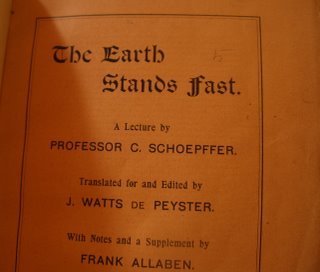 The Earth
Stands Fast.
A Lecture by
PROFESSOR C. SCHOEPFFER.
Translated for and Edited by
J. WATTS DE PEYSTER.
With Notes and a Supplement by
FRANK ALLABEN.